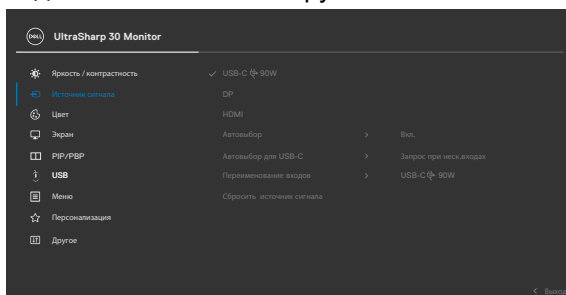 DELL UltraSharp 30 Monitor
Яркость / контрастность ✓ USB-C 90W
Источник сигнала DP
Цвет HDMI
Экран Автовыбор > Вкл.
PIP/PBP Автовыбор для USB-C > Запрос при неск.входах
USB Переименование входов > USB-C 90W
Меню Сбросить источник сигнала
Персонализация
Другое
< Выход